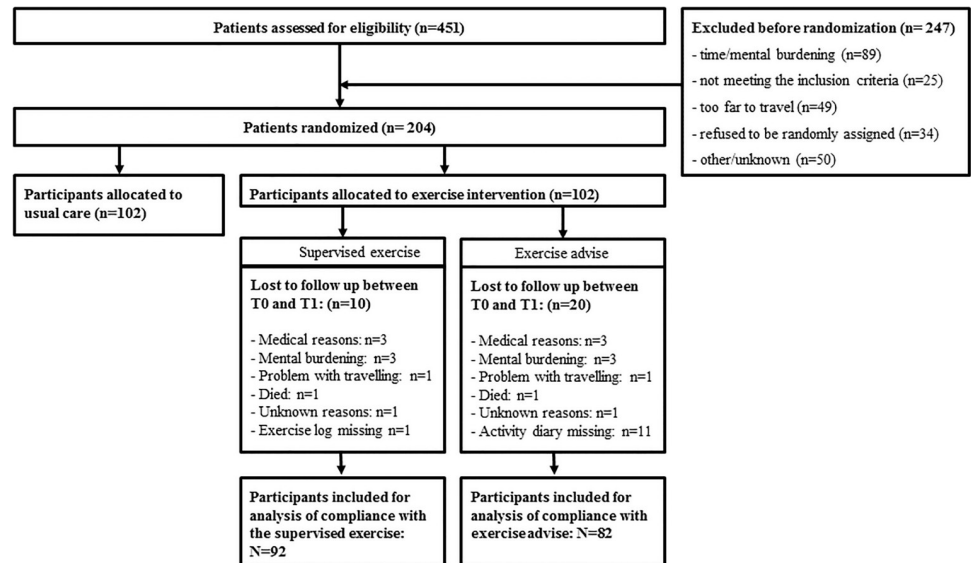 Patients assessed for eligibility (n=451)
Excluded before randomization (n= 247)
- time/mental burdening (n=89)
- not meeting the inclusion criteria (n=25)
- too far to travel (n=49)
- refused to be randomly assigned (n=34)
- other/unknown (n=50)
Patients randomized (n= 204)
Participants allocated to
usual care (n=102)
Participants allocated to exercise intervention (n=102)
Supervised exercise
Lost to follow up between
T0 and T1: (n=10)
- Medical reasons: n=3
- Mental burdening: n=3
- Problem with travelling: n=1
- Died: n=1
- Unknown reasons: n=1
- Exercise log missing n=1
Exercise advise
Lost to follow up between
T0 and T1: (n=20)
- Medical reasons: n=3
- Mental burdening: n=3
- Problem with travelling: n=1
- Died: n=1
- Unknown reasons: n=1
- Activity diary missing: n=11
Participants included for
analysis of compliance with
the supervised exercise:
N=92
Participants included for
analysis of compliance with
exercise advise: N=82